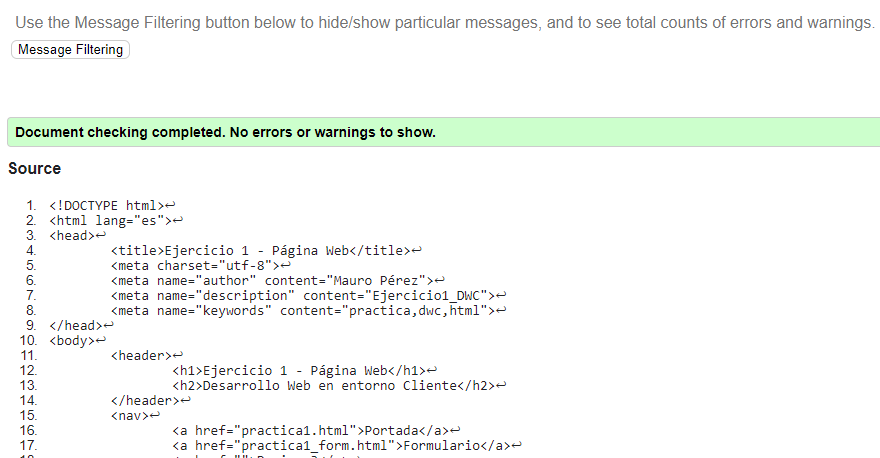 Use the Message Filtering button below to hide/show particular messages, and to see total counts of errors and warnings.
Message Filtering
Document checking completed. No errors or warnings to show.
Source
1. <!DOCTYPE html>↩
2. <html lang="es">↩
3. <head>↩
4. <title>Ejercicio 1 - Página Web</title>↩
5. <meta charset="utf-8">↩
6. <meta name="author" content="Mauro Pérez">↩
7. <meta name="description" content="Ejercicio1_DWC">↩
8. <meta name="keywords" content="practica,dwc,html">↩
9. </head>↩
10. <body>↩
11. <header>↩
12. <h1>Ejercicio 1 - Página Web</h1>↩
13. <h2>Desarrollo Web en entorno Cliente</h2>↩
14. </header>↩
15. <nav>↩
16. <a href="practica1.html">Portada</a>↩
17. <a href="practica1_form.html">Formulario</a>↩